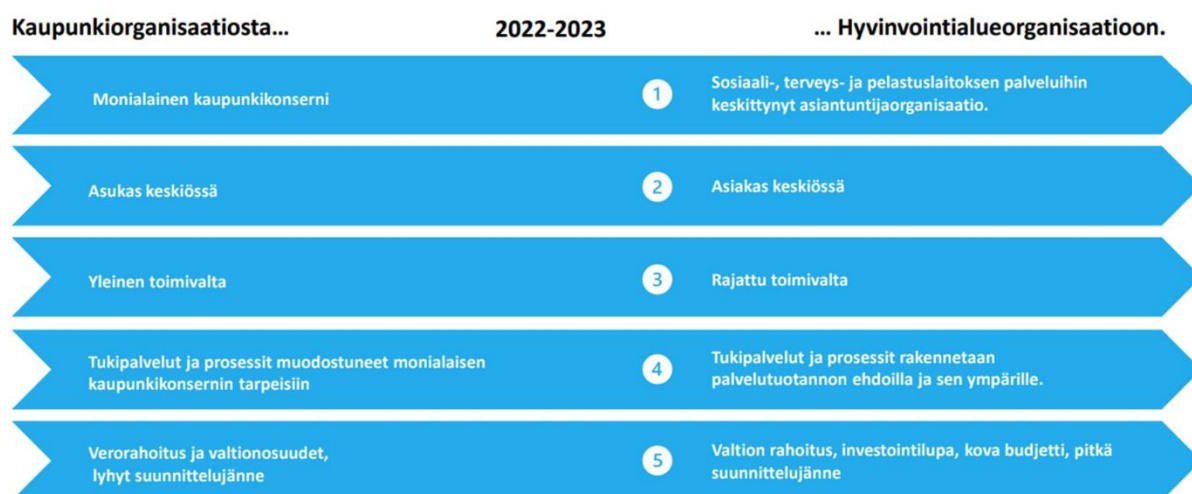 Kaupunkiorganisaatiosta...
2022-2023
... Hyvinvointialueorganisaatioon.
Monialainen kaupunkikonserni
1
Sosiaali-, terveys- ja pelastuslaitoksen palveluihin
keskittynyt asiantuntijaorganisaatio.
Asukas keskiössä
2
Asiakas keskiössä
Yleinen toimivalta
3
Rajattu toimivalta
Tukipalvelut ja prosessit muodostuneet monialaisen
kaupunkikonsernin tarpeisiin
4
Tukipalvelut ja prosessit rakennetaan
palvelutuotannon ehdoilla ja sen ympärille.
Verorahoitus ja valtionosuudet,
lyhyt suunnittelujänne
5
Valtion rahoitus, investointilupa, kova budjetti, pitkä
suunnittelujänne